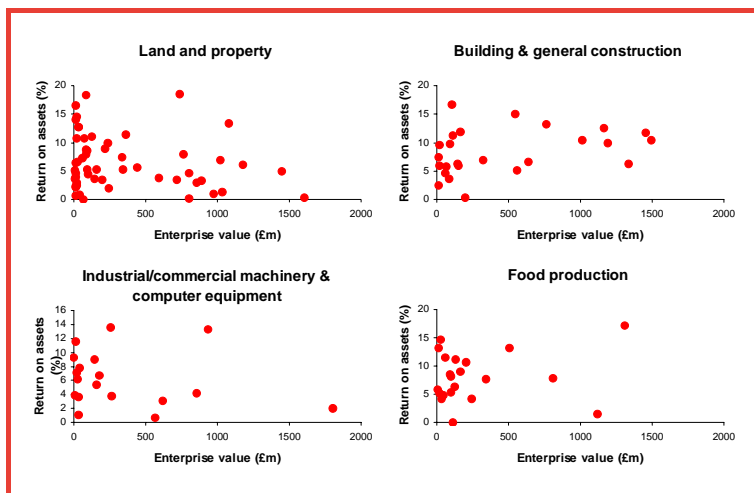 Land and property
Return on assets (%)
20
15
10
5
0
0 500 1000 1500 2000
Enterprise value (£m)
Building & general construction
Return on assets (%)
20
15
10
5
0
0 500 1000 1500 2000
Enterprise value (£m)
Industrial/commercial machinery &
computer equipment
Return on assets
(%)
16
14
12
10
8
6
4
2
0
0 500 1000 1500 2000
Enterprise value (£m)
Food production
Return on assets (%)
20
15
10
5
0
0 500 1000 1500 2000
Enterprise value (£m)